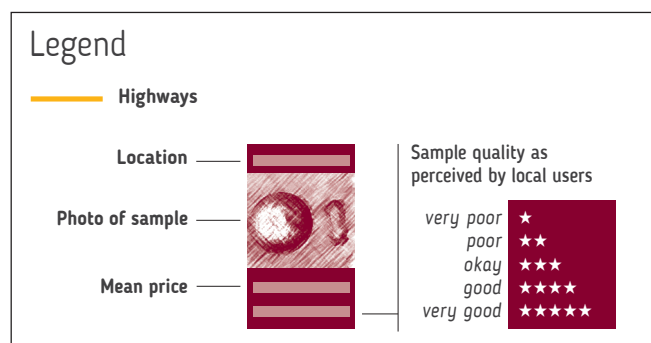 Legend
Highways
Location
Photo of sample
Mean price
Sample quality as
perceived by local users
very poor ★
poor ★★
okay ★★★
good ★★★★
very good ★★★★★